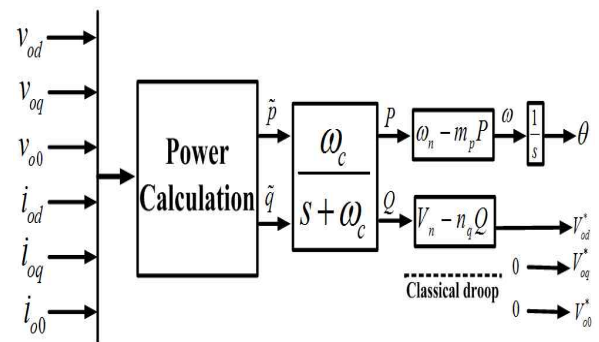 v_od
v_oq
v_o0
i_od
i_oq
i_o0
Power
Calculation
p̃
q̃
ω_c
s + ω_c
P
Q
ω_n − m_p P
V_n − n_q Q
ω
1
s
θ
V*_od
0
V*_oq
Classical droop
0
V*_o0